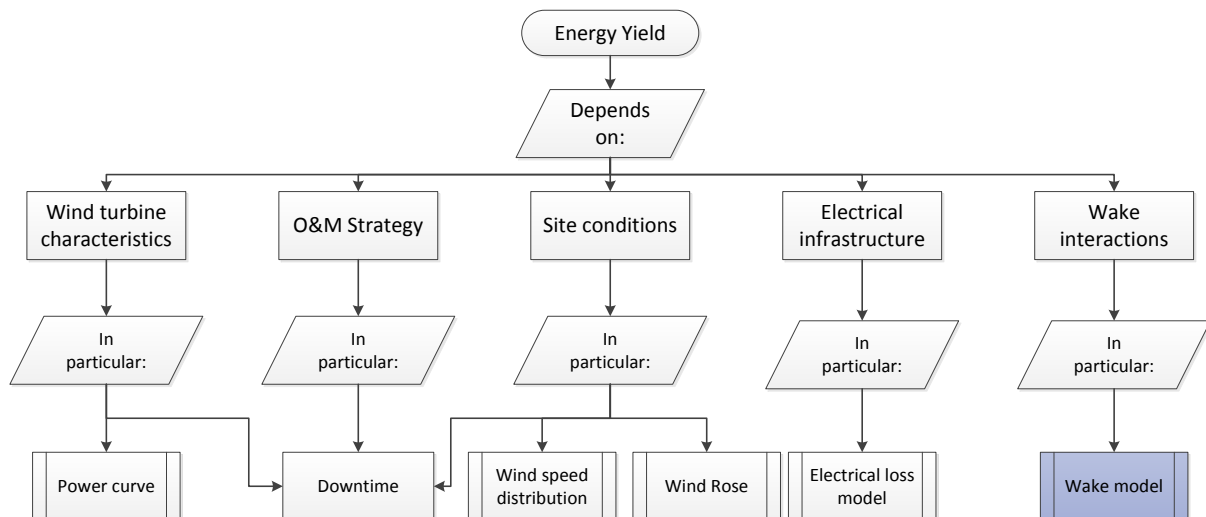 Energy Yield
Depends
on:
Wind turbine
characteristics
O&M Strategy
Site conditions
Electrical
infrastructure
Wake
interactions
In
particular:
In
particular:
In
particular:
In
particular:
In
particular:
Power curve
Downtime
Wind speed
distribution
Wind Rose
Electrical loss
model
Wake model